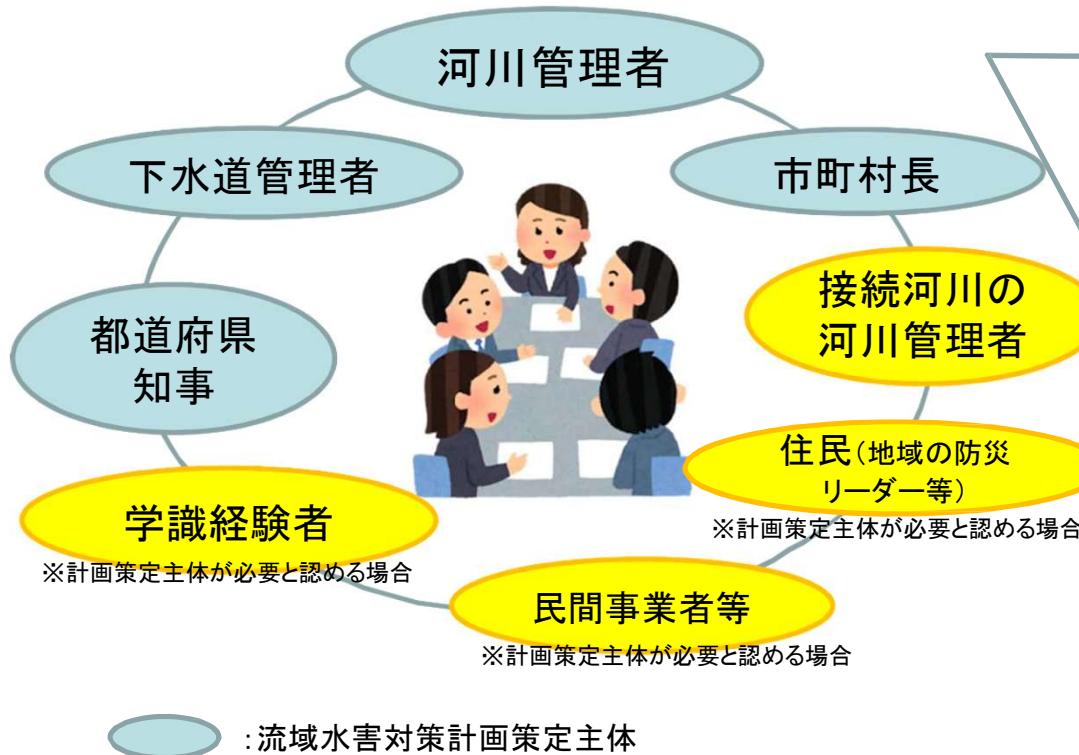 河川管理者
下水道管理者
市町村長
都道府県
知事
接続河川の
河川管理者
住民（地域の防災
リーダー等）
※計画策定主体が必要と認める場合
学識経験者
※計画策定主体が必要と認める場合
民間事業者等
※計画策定主体が必要と認める場合
：流域水害対策計画策定主体